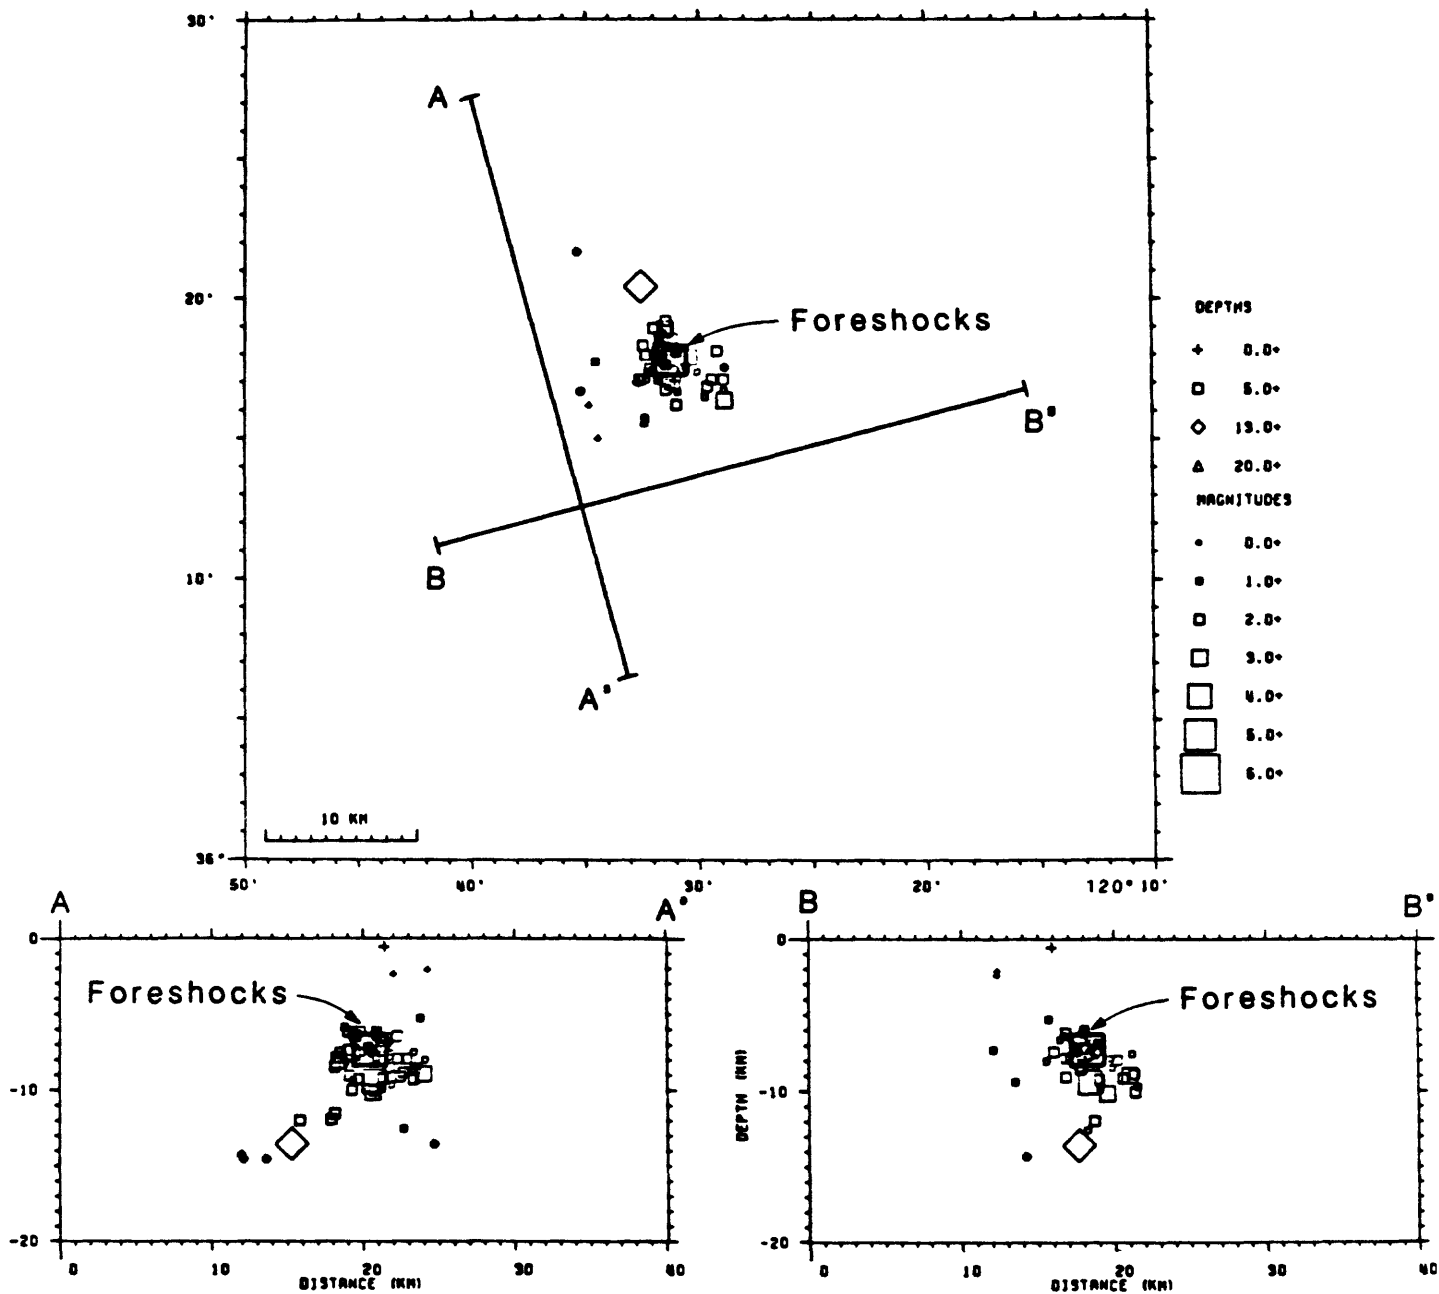 30'
A
20'
Foreshocks
B'
10'
B
A'
10 KM
36°
50' 40' 30' 20' 120° 10'
DEPTHS
0.0+
5.0+
13.0+
20.0+
MAGNITUDES
0.0+
1.0+
2.0+
3.0+
4.0+
5.0+
6.0+
A A'
0
Foreshocks
-10
-20
0 10 20 30 40
DISTANCE (KM)
B B'
0
Foreshocks
-10
DEPTH (KM)
-20
0 10 20 30 40
DISTANCE (KM)